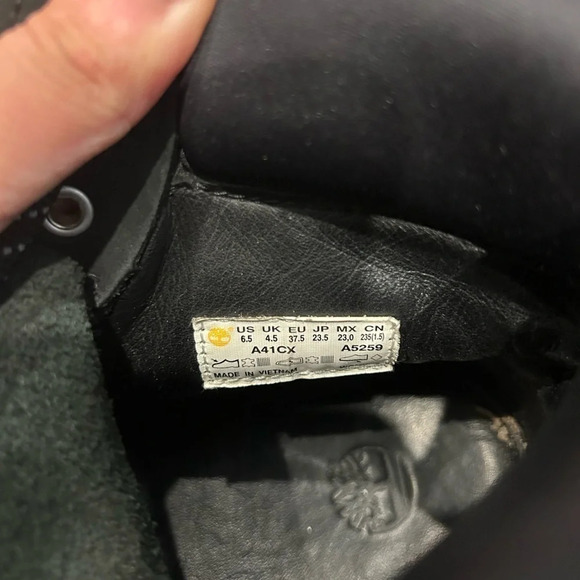 US UK EU JP MX CN
6.5 4.5 37.5 23.5 23,0 235(1.5)
A41CX A5259
MADE IN VIETNAM